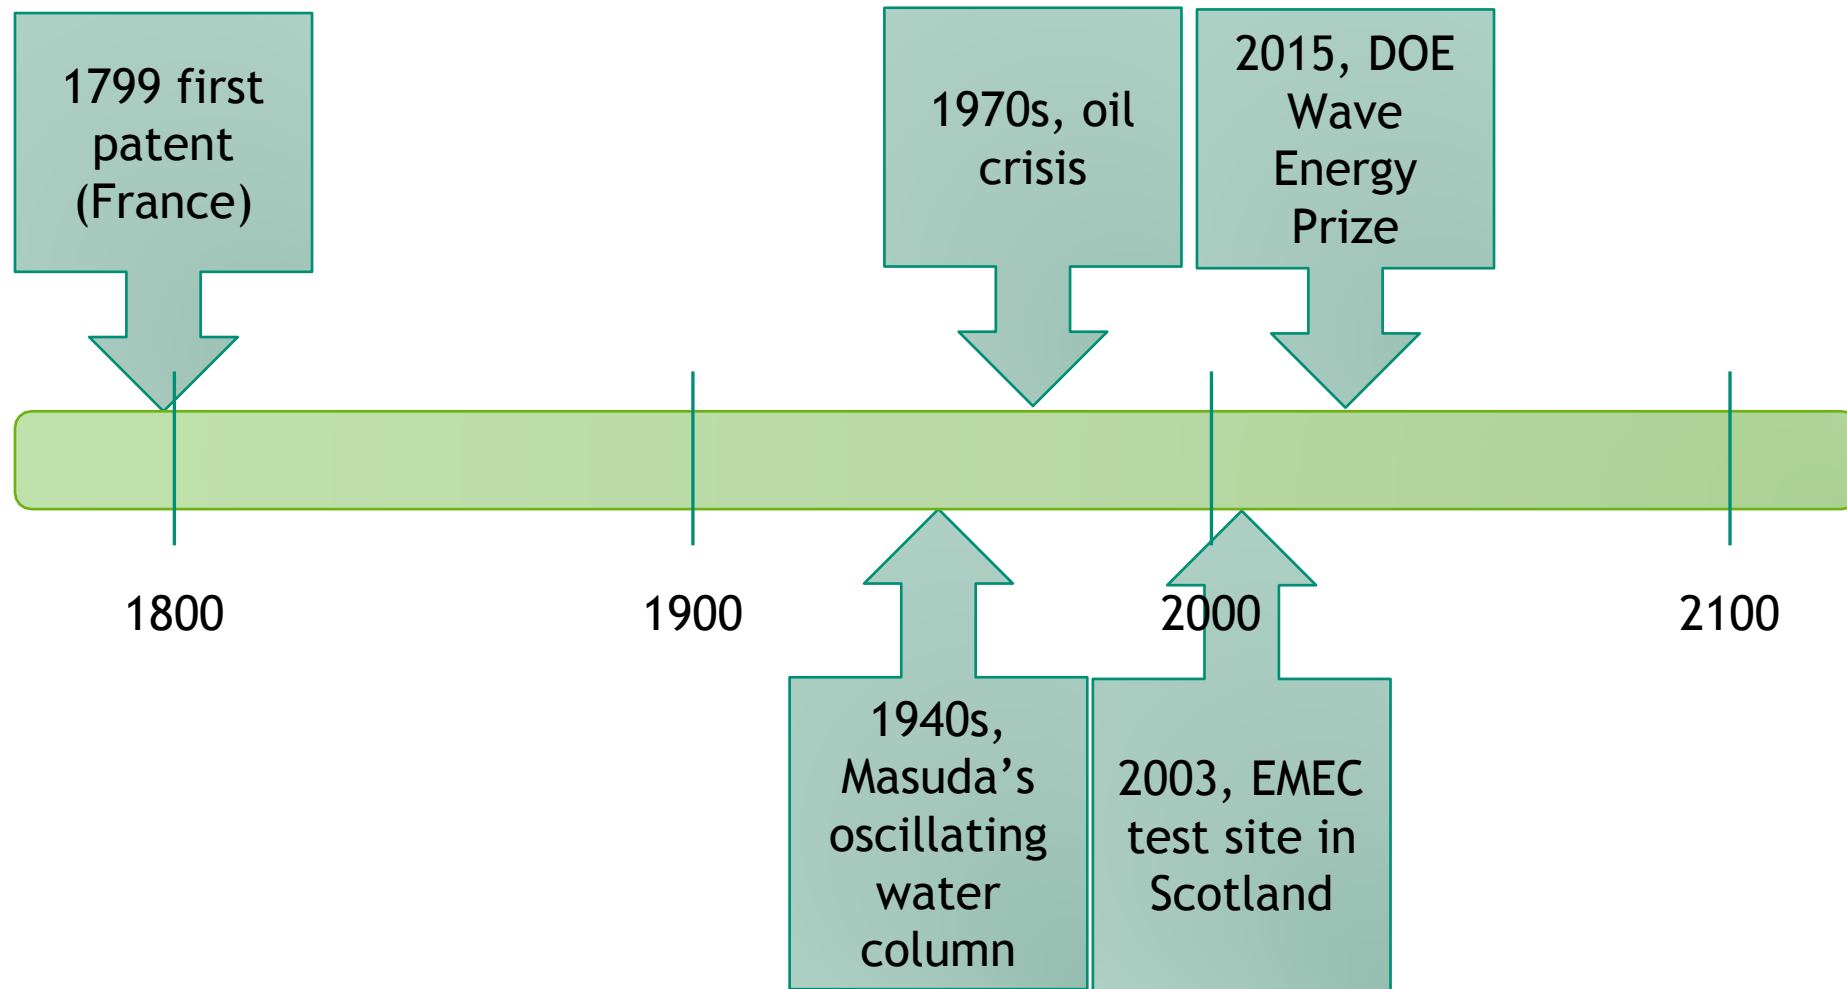 1799 first
patent
(France)
1970s, oil
crisis
2015, DOE
Wave
Energy
Prize
1800
1900
2000
2100
1940s,
Masuda’s
oscillating
water
column
2003, EMEC
test site in
Scotland